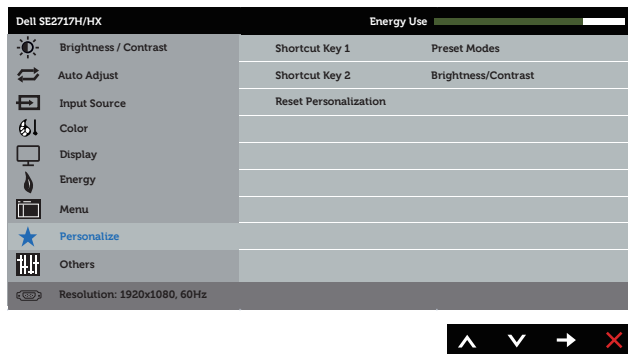 Dell SE2717H/HX Energy Use
Brightness / Contrast Shortcut Key 1 Preset Modes
Auto Adjust Shortcut Key 2 Brightness/Contrast
Input Source Reset Personalization
Color
Display
Energy
Menu
Personalize
Others
Resolution: 1920x1080, 60Hz